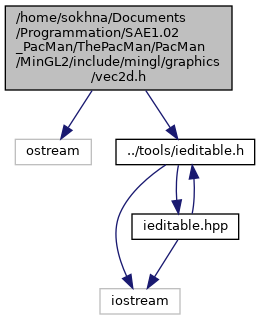 /home/sokhna/Documents
/Programmation/SAE1.02
_PacMan/ThePacMan/PacMan
/MinGL2/include/mingl/graphics
/vec2d.h
ostream
../tools/ieditable.h
ieditable.hpp
iostream